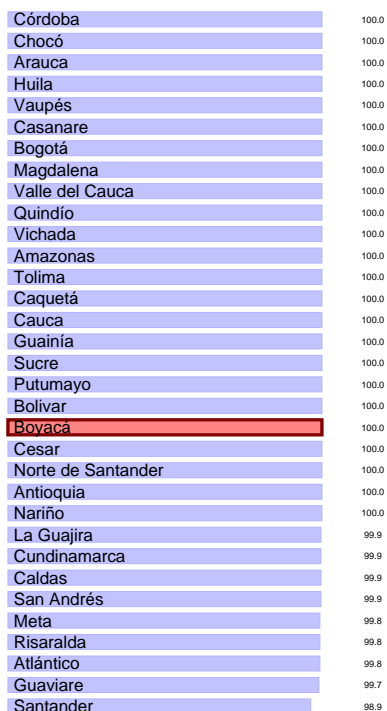 Córdoba 100.0
Chocó 100.0
Arauca 100.0
Huila 100.0
Vaupés 100.0
Casanare 100.0
Bogotá 100.0
Magdalena 100.0
Valle del Cauca 100.0
Quindío 100.0
Vichada 100.0
Amazonas 100.0
Tolima 100.0
Caquetá 100.0
Cauca 100.0
Guainía 100.0
Sucre 100.0
Putumayo 100.0
Bolivar 100.0
Boyacá 100.0
Cesar 100.0
Norte de Santander 100.0
Antioquia 100.0
Nariño 100.0
La Guajira 99.9
Cundinamarca 99.9
Caldas 99.9
San Andrés 99.9
Meta 99.8
Risaralda 99.8
Atlántico 99.8
Guaviare 99.7
Santander 98.9